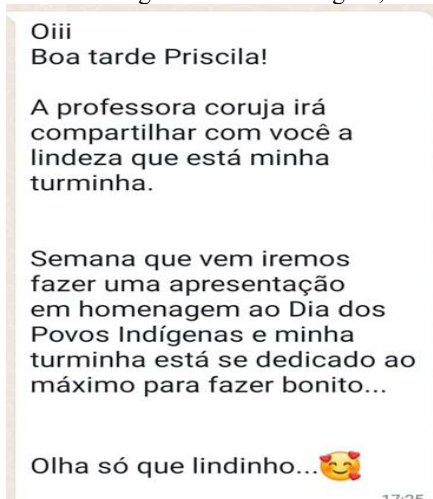 Oiii
Boa tarde Priscila!
A professora coruja irá
compartilhar com você a
lindeza que está minha
turminha.
Semana que vem iremos
fazer uma apresentação
em homenagem ao Dia dos
Povos Indígenas e minha
turminha está se dedicado ao
máximo para fazer bonito...
Olha só que lindinho...🥰